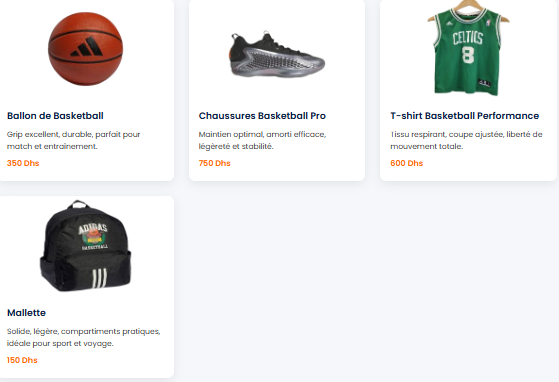 CELTICS
8
Ballon de Basketball
Grip excellent, durable, parfait pour
match et entraînement.
350 Dhs
Chaussures Basketball Pro
Maintien optimal, amorti efficace,
légèreté et stabilité.
750 Dhs
T-shirt Basketball Performance
Tissu respirant, coupe ajustée, liberté de
mouvement totale.
600 Dhs
ADIDAS
BASKETBALL
Mallette
Solide, légère, compartiments pratiques,
idéale pour sport et voyage.
150 Dhs